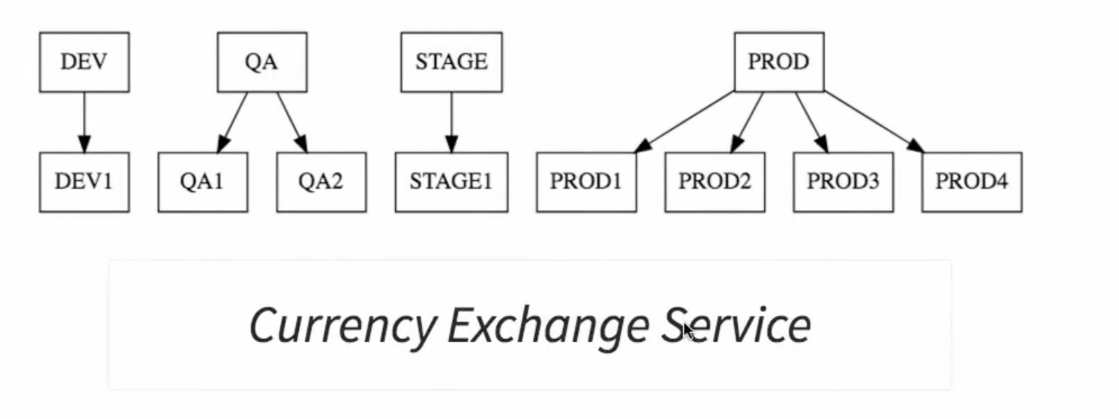 DEV QA STAGE PROD
DEV1 QA1 QA2 STAGE1 PROD1 PROD2 PROD3 PROD4
Currency Exchange Service